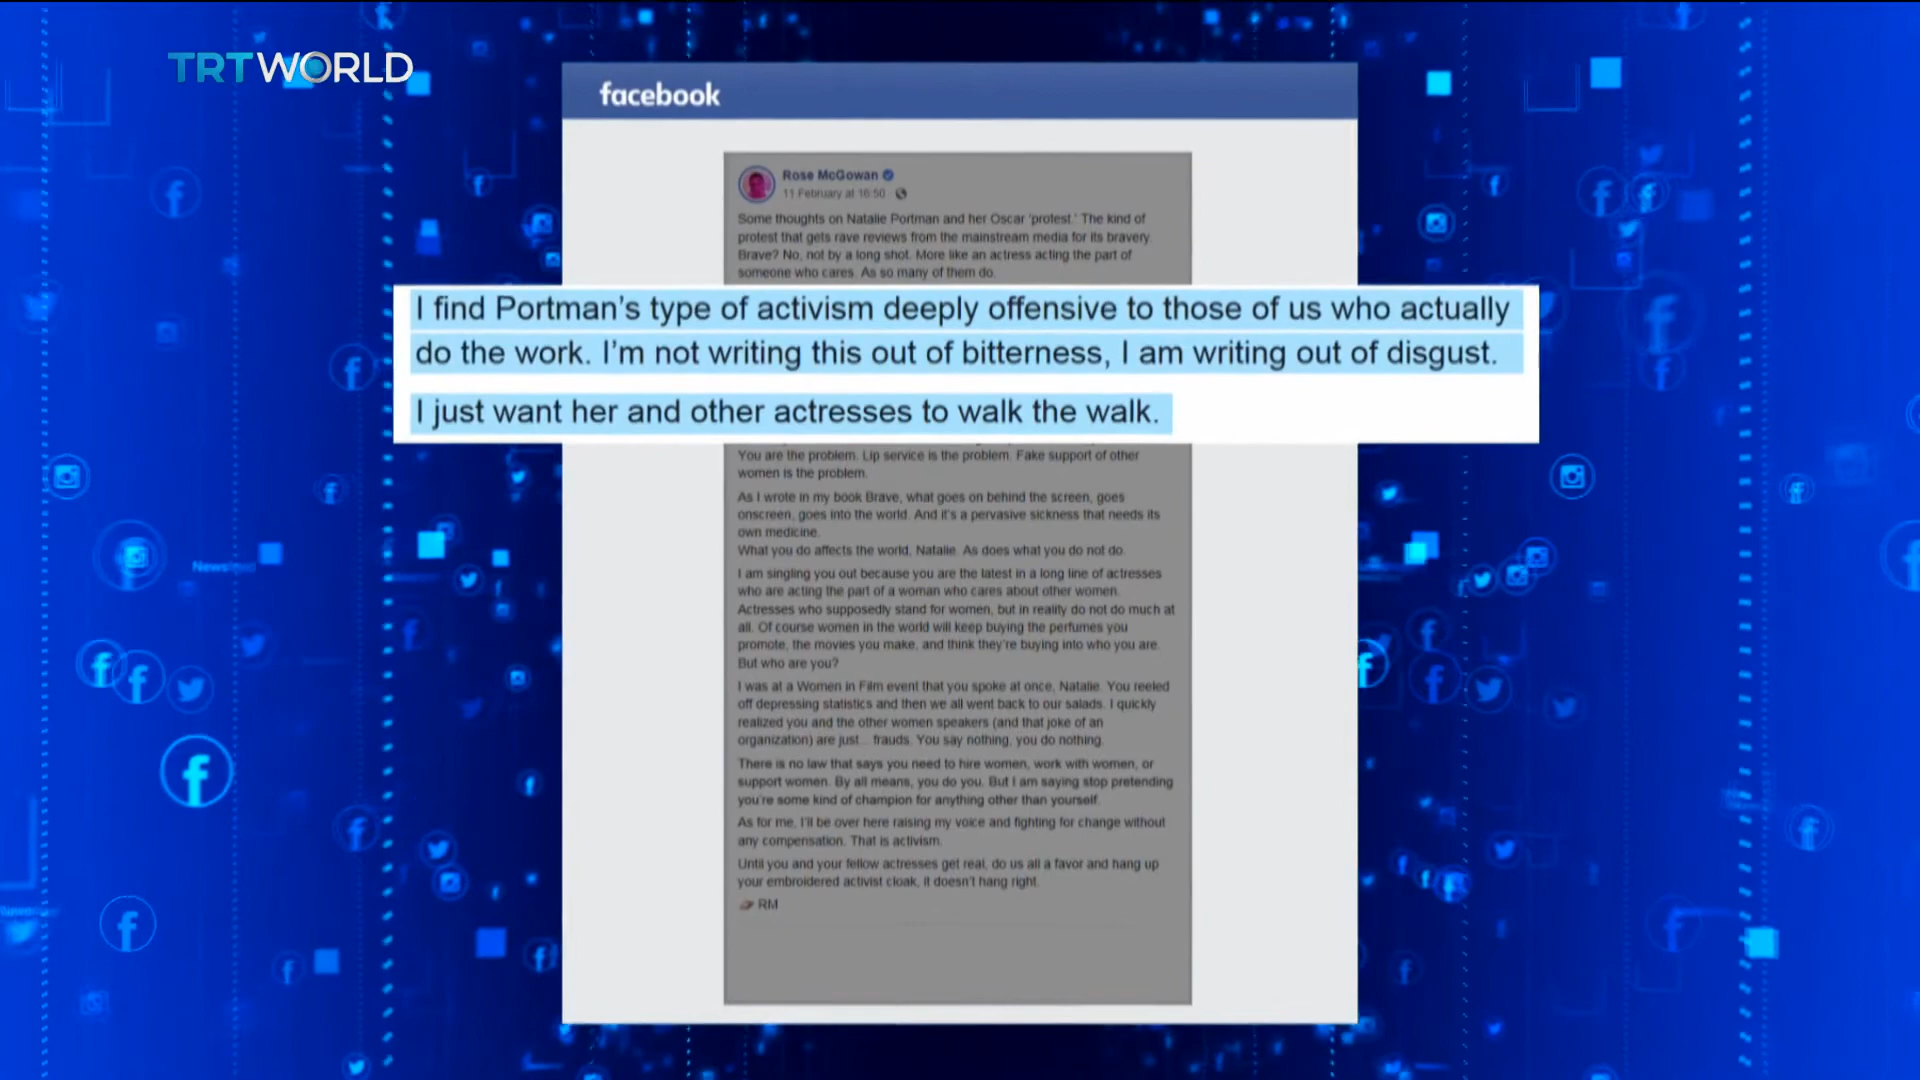 TRT WORLD
facebook
Rose McGowan
11 February at 16:50
Some thoughts on Natalie Portman and her Oscar 'protest.' The kind of
protest that gets rave reviews from the mainstream media for its bravery.
Brave? No, not by a long shot. More like an actress acting the part of
someone who cares. As so many of them do.
I find Portman's type of activism deeply offensive to those of us who actually
do the work. I'm not writing this out of bitterness, I am writing out of disgust.
I just want her and other actresses to walk the walk.
You are the problem. Lip service is the problem. Fake support of other
women is the problem.
As I wrote in my book Brave, what goes on behind the screen, goes
onscreen, goes into the world. And it's a pervasive sickness that needs its
own medicine.
What you do affects the world, Natalie. As does what you do not do.
I am singling you out because you are the latest in a long line of actresses
who are acting the part of a woman who cares about other women.
Actresses who supposedly stand for women, but in reality do not do much at
all. Of course women in the world will keep buying the perfumes you
promote, the movies you make, and think they're buying into who you are.
But who are you?
I was at a Women in Film event that you spoke at once, Natalie. You reeled
off depressing statistics and then we all went back to our salads. I quickly
realized you and the other women speakers (and that joke of an
organization) are just... frauds. You say nothing, you do nothing.
There is no law that says you need to hire women, work with women, or
support women. By all means, you do you. But I am saying stop pretending
you're some kind of champion for anything other than yourself.
As for me, I'll be over here raising my voice and fighting for change without
any compensation. That is activism.
Until you and your fellow actresses get real, do us all a favor and hang up
your embroidered activist cloak, it doesn't hang right.
RM